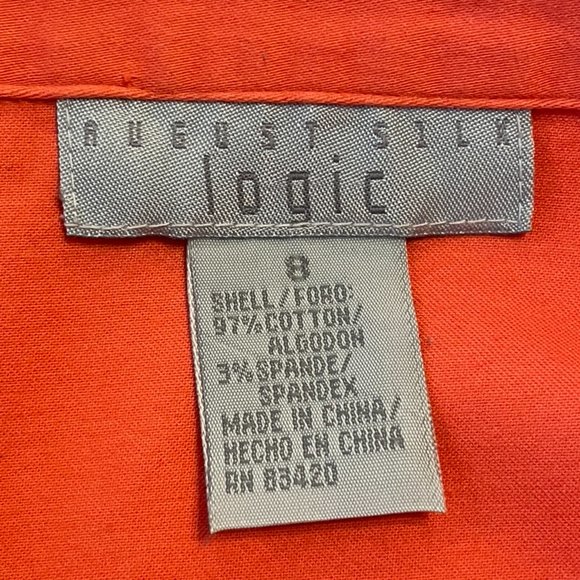 AUGUST SILK
logic
8
SHELL/FORO:
97%COTTON/
ALGODON
3%SPANDE/
SPANDEX
MADE IN CHINA/
HECHO EN CHINA
RN 83420